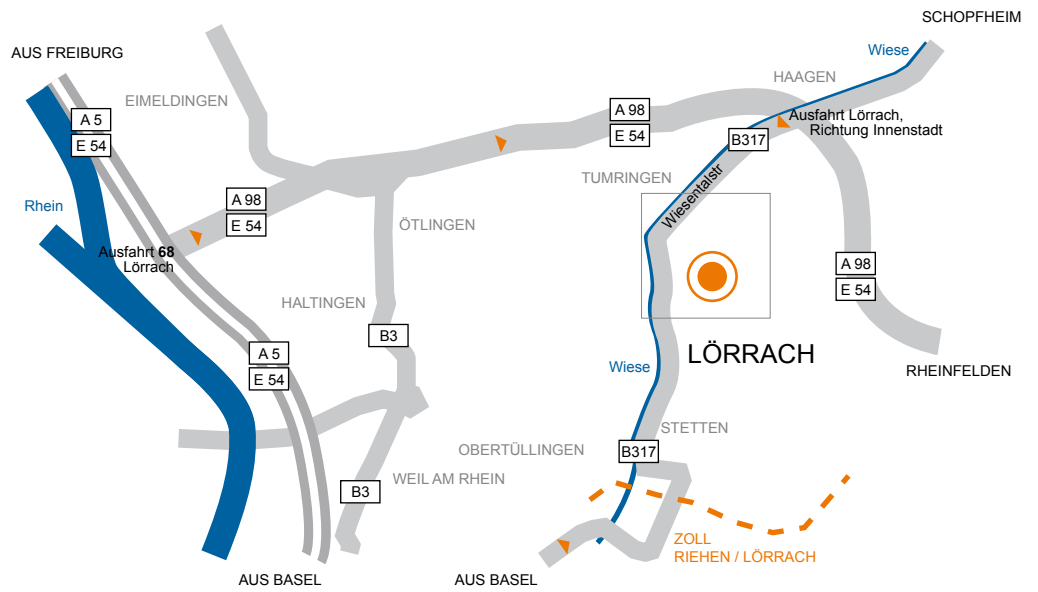 SCHOPFHEIM
AUS FREIBURG
Wiese
HAAGEN
EIMELDINGEN
A 98
E 54
Ausfahrt Lörrach,
Richtung Innenstadt
A 5
E 54
B317
TUMRINGEN
Wiesentalstr
A 98
E 54
Rhein
ÖTLINGEN
Ausfahrt 68
Lörrach
A 98
E 54
HALTINGEN
B3
A 5
E 54
LÖRRACH
Wiese
RHEINFELDEN
STETTEN
OBERTÜLLINGEN
B317
WEIL AM RHEIN
B3
ZOLL
RIEHEN / LÖRRACH
AUS BASEL
AUS BASEL